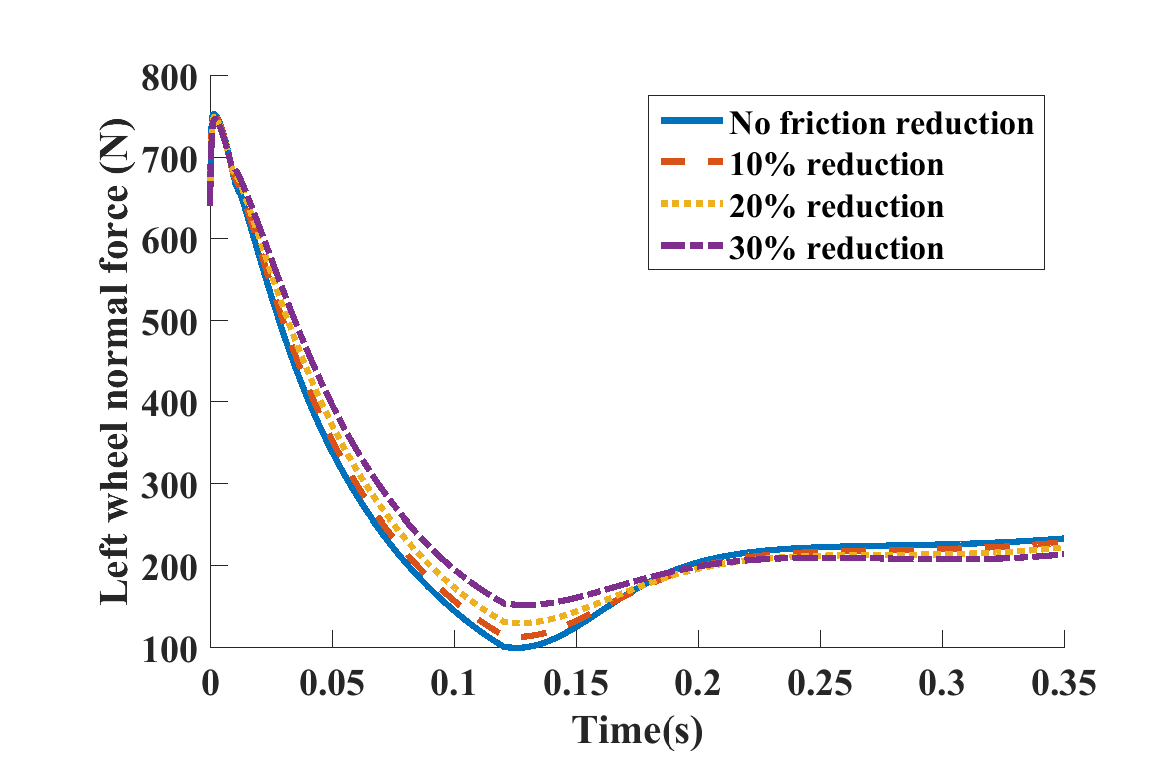 800
700
600
500
400
300
200
100
Left wheel normal force (N)
No friction reduction
10% reduction
20% reduction
30% reduction
0 0.05 0.1 0.15 0.2 0.25 0.3 0.35
Time(s)